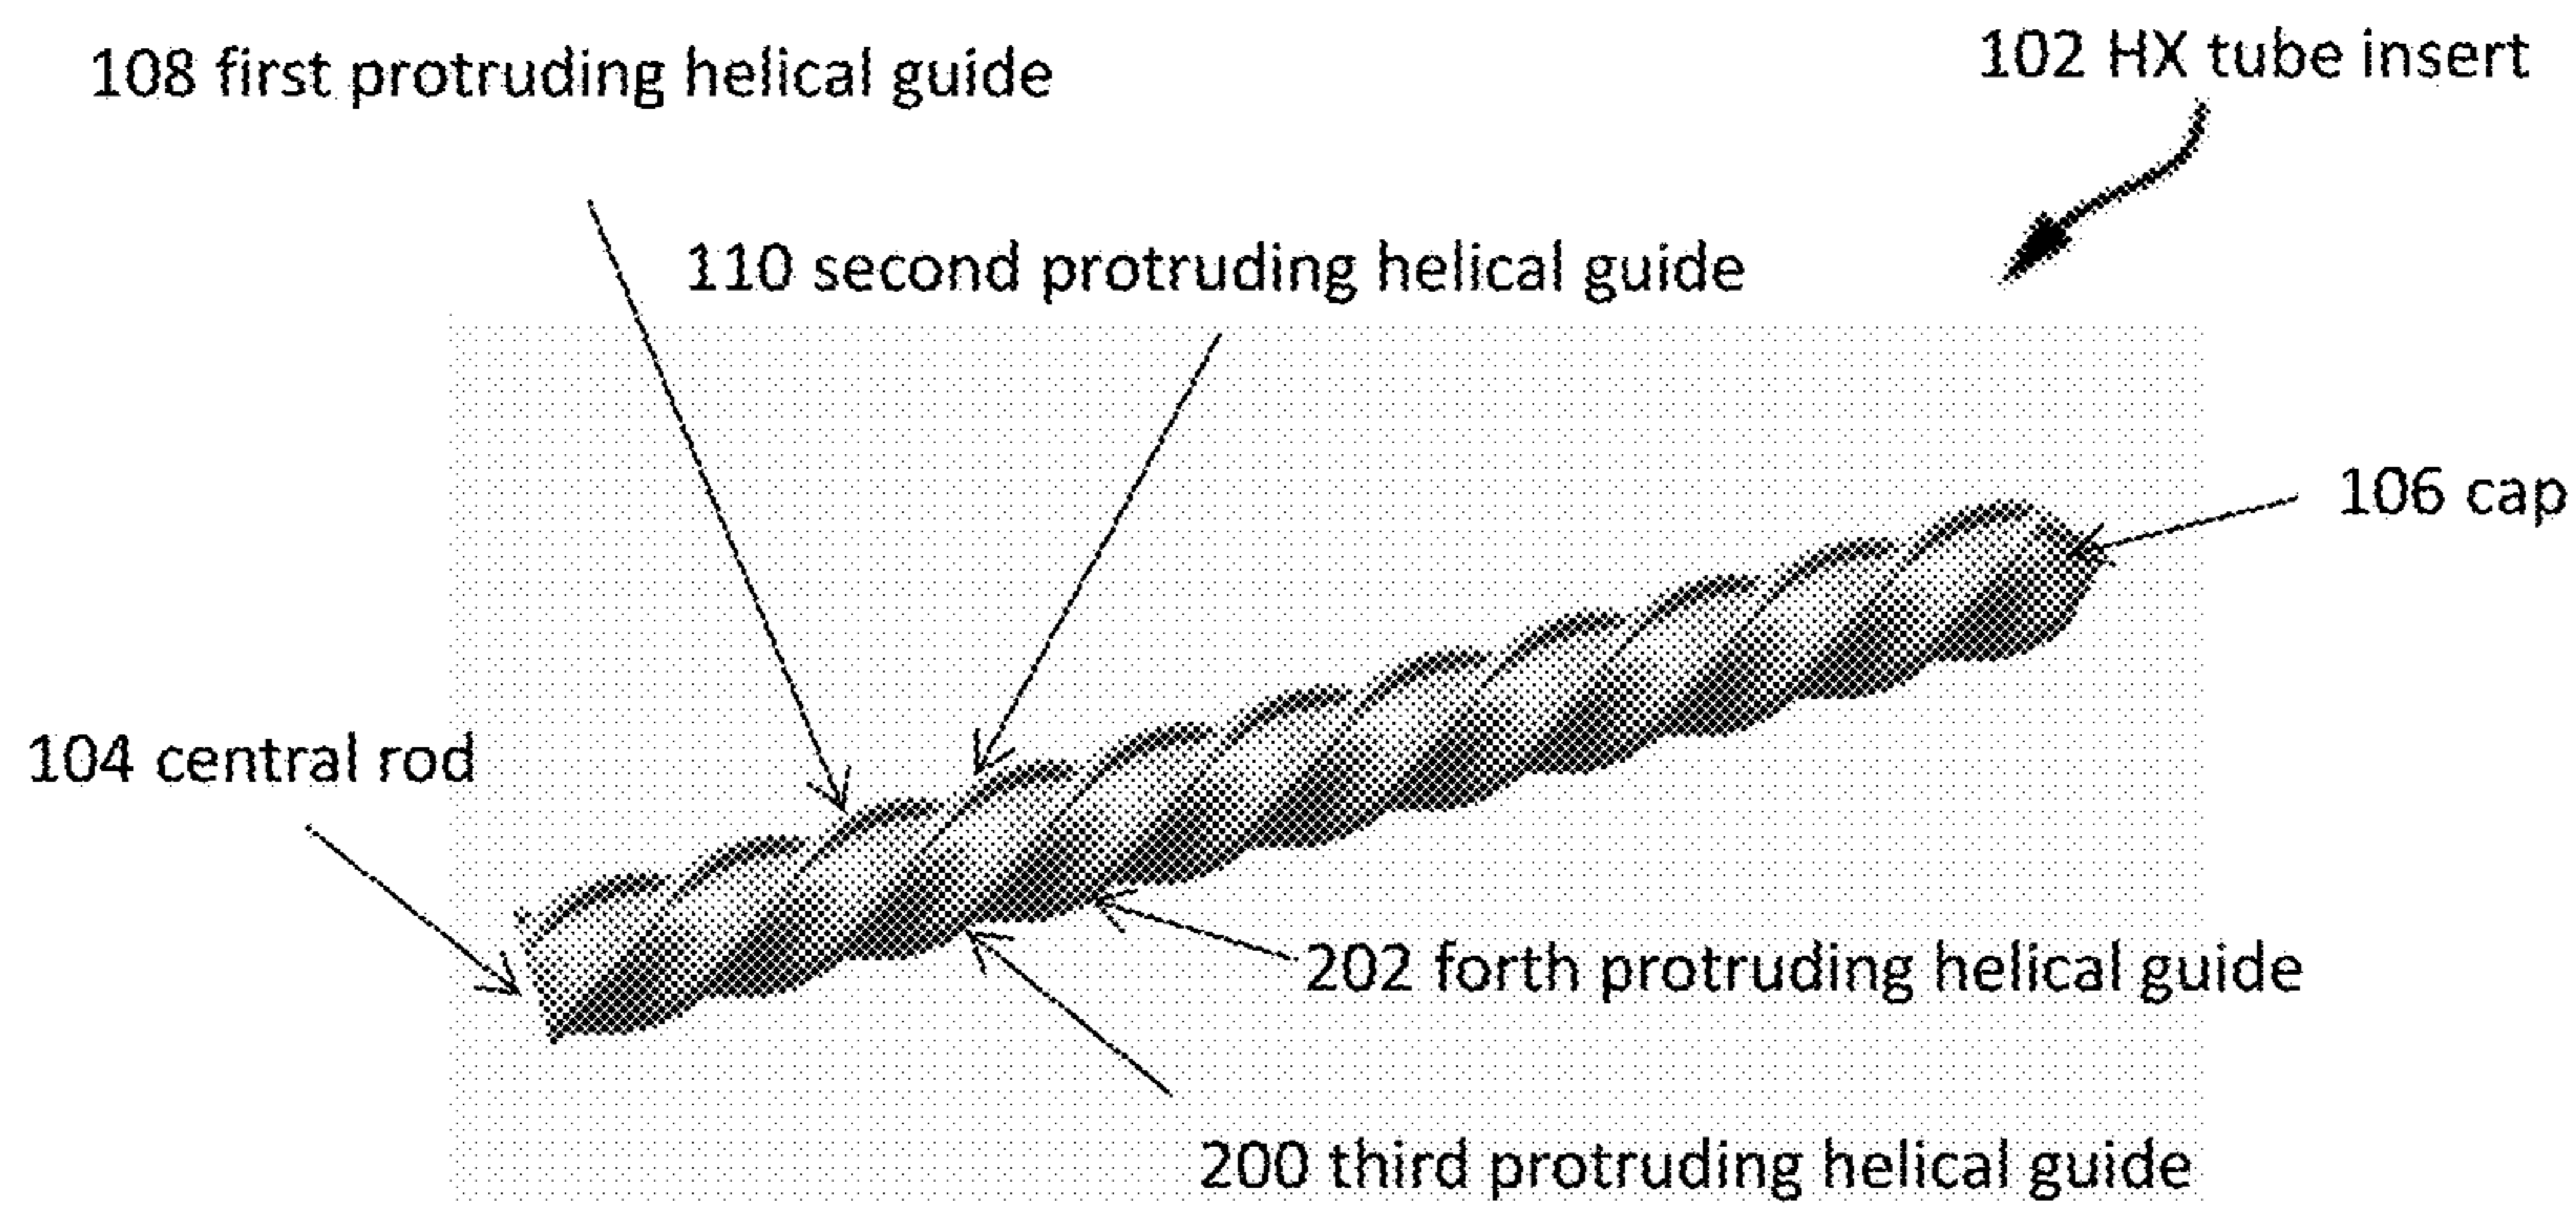 102 HX tube insert
108 first protruding helical guide
110 second protruding helical guide
106 cap
104 central rod
202 forth protruding helical guide
200 third protruding helical guide